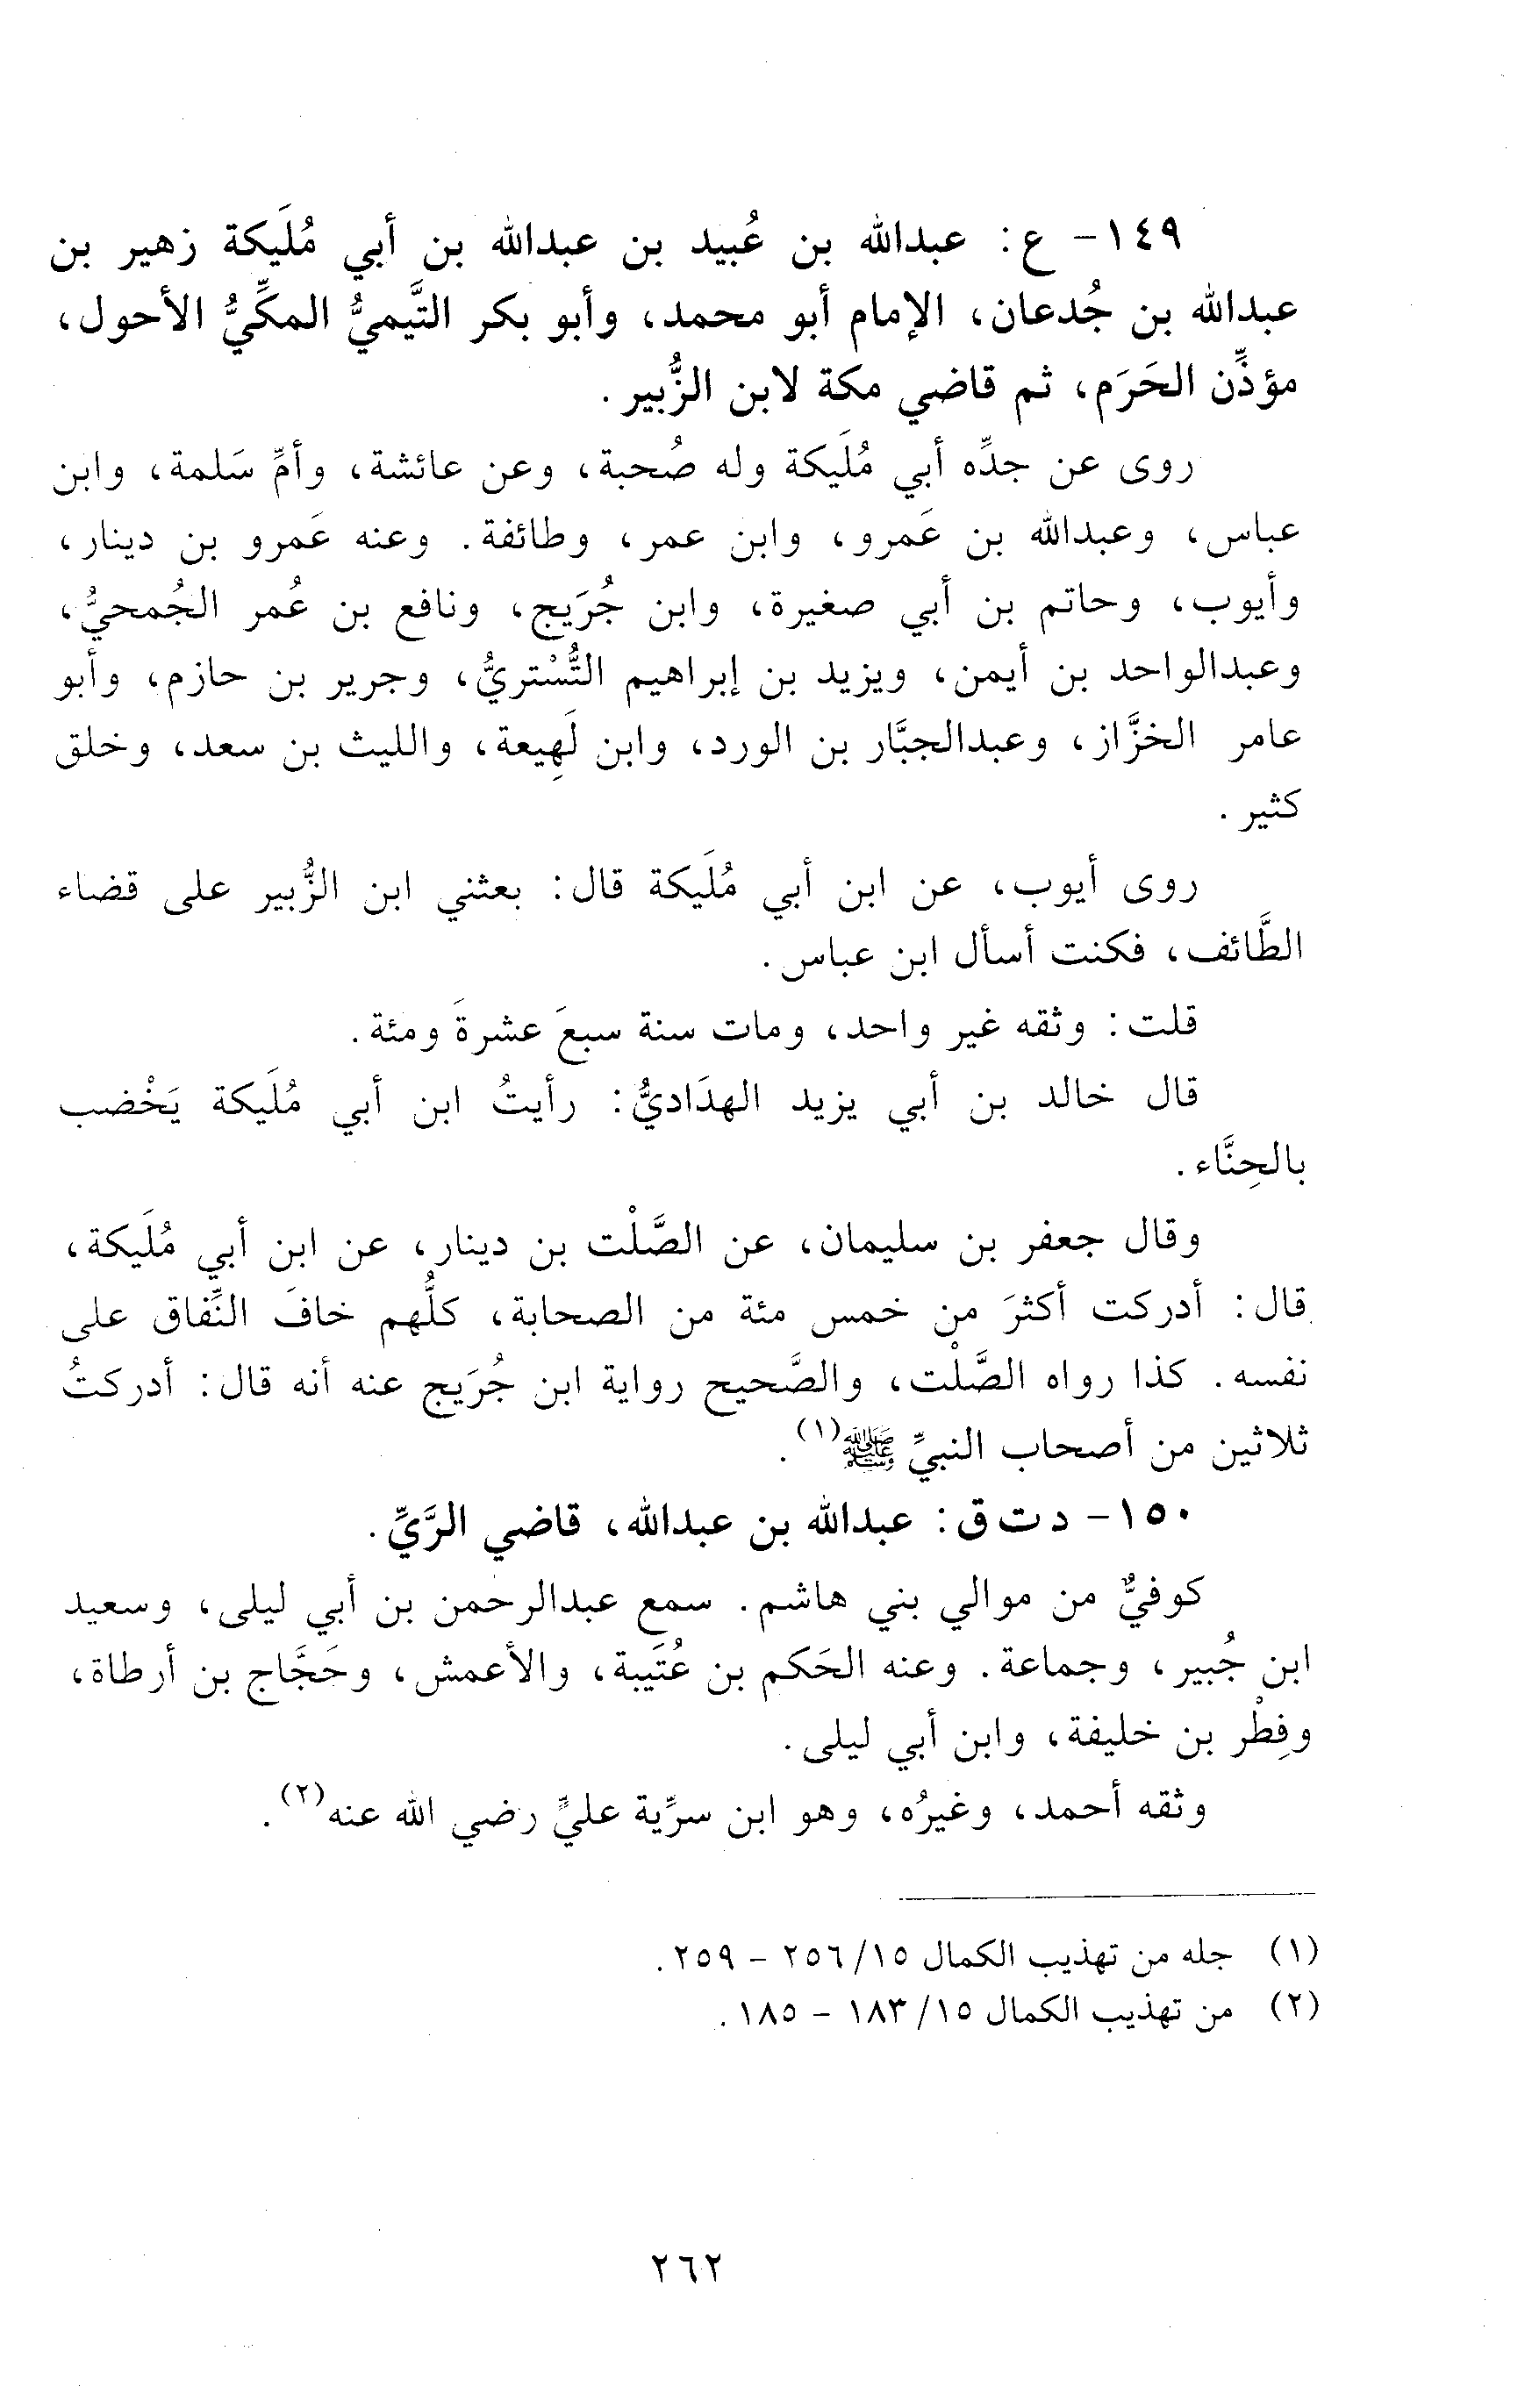 ١٤٩- ع: عبدالله بن عُبيد بن عبدالله بن أبي مُلَيكة زهير بن
عبدالله بن جُدعان، الإمام أبو محمد، وأبو بكر التَّيميُّ المكِّيُّ الأحول،
مؤذِّن الحَرَم، ثم قاضي مكة لابن الزُّبير.
روى عن جدِّه أبي مُلَيكة وله صُحبة، وعن عائشة، وأمِّ سَلمة، وابن
عباس، وعبدالله بن عَمرو، وابن عمر، وطائفة. وعنه عَمرو بن دينار،
وأيوب، وحاتم بن أبي صغيرة، وابن جُرَيج، ونافع بن عُمر الجُمحيُّ،
وعبدالواحد بن أيمن، ويزيد بن إبراهيم التُّسْتريُّ، وجرير بن حازم، وأبو
عامر الخزَّاز، وعبدالجبَّار بن الورد، وابن لَهِيعة، والليث بن سعد، وخلق
كثير.
روى أيوب، عن ابن أبي مُلَيكة قال: بعثني ابن الزُّبير على قضاء
الطَّائف، فكنت أسأل ابن عباس.
قلت: وثقه غير واحد، ومات سنة سبعَ عشرةَ ومئة.
قال خالد بن أبي يزيد الهدَاديُّ: رأيتُ ابن أبي مُلَيكة يَخْضب
بالحِنَّاء.
وقال جعفر بن سليمان، عن الصَّلْت بن دينار، عن ابن أبي مُلَيكة،
قال: أدركت أكثرَ من خمس مئة من الصحابة، كلُّهم خافَ النِّفاق على
نفسه. كذا رواه الصَّلْت، والصَّحيح رواية ابن جُرَيج عنه أنه قال: أدركتُ
ثلاثين من أصحاب النبيِّ ﷺ(١).
١٥٠- د ت ق: عبدالله بن عبدالله، قاضي الرَّيِّ.
كوفيٌّ من موالي بني هاشم. سمع عبدالرحمن بن أبي ليلى، وسعيد
ابن جُبير، وجماعة. وعنه الحَكم بن عُتَيبة، والأعمش، وحَجَّاج بن أرطاة،
وفِطْر بن خليفة، وابن أبي ليلى.
وثقه أحمد، وغيرُه، وهو ابن سرِّية عليٍّ رضي الله عنه(٢).
(١) جله من تهذيب الكمال ١٥/ ٢٥٦ - ٢٥٩.
(٢) من تهذيب الكمال ١٥/ ١٨٣ - ١٨٥.
٢٦٢